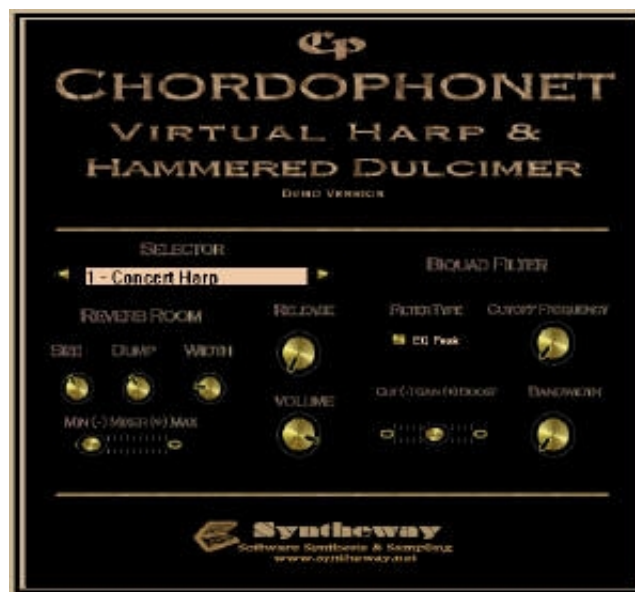 Cp
CHORDOPHONET
VIRTUAL HARP &
HAMMERED DULCIMER
DEMO VERSION
SELECTOR
1 - Concert Harp
BIQUAD FILTER
REVERB ROOM
RELEASE
FILTER TYPE
CUTOFF FREQUENCY
SIZE
DUMP
WIDTH
EQ Peak
VOLUME
CUT (-) GAIN (+) BOOST
BANDWIDTH
MIN (-) MIXER (+) MAX
Syntheway
Software Synthesis & Sampling
www.syntheway.net